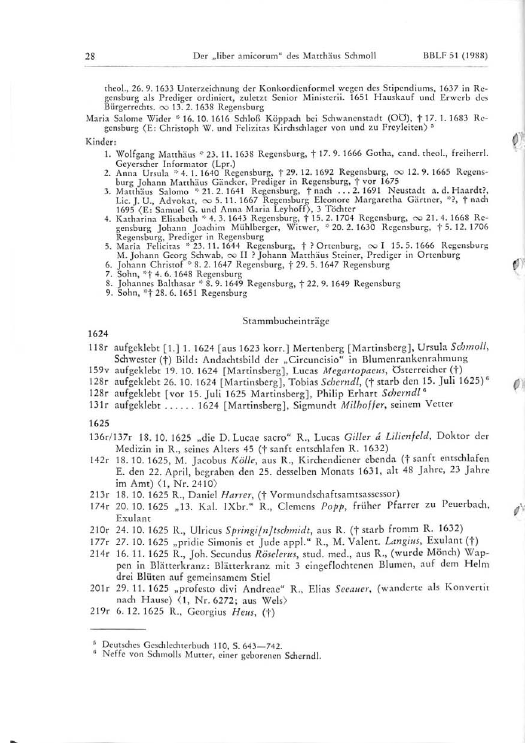 28 Der „liber amicorum“ des Matthäus Schmoll BBLF 51 (1988)
theol., 26. 9. 1633 Unterzeichnung der Konkordienformel wegen des Stipendiums, 1637 in Re-
gensburg als Prediger ordiniert, zuletzt Senior Ministerii. 1651 Hauskauf und Erwerb des
Bürgerrechts. ∞ 13. 2. 1638 Regensburg
Maria Salome Wider * 16. 10. 1616 Schloß Köppach bei Schwanenstadt (OÖ), † 17. 1. 1683 Re-
gensburg (E: Christoph W. und Felizitas Kirchschlager von und zu Freyleiten) ⁵
Kinder:
1. Wolfgang Matthäus * 23. 11. 1638 Regensburg, † 17. 9. 1666 Gotha, cand. theol., freiherrl.
Geyerscher Informator (Lpr.)
2. Anna Ursula * 4. 1. 1640 Regensburg, † 29. 12. 1692 Regensburg, ∞ 12. 9. 1665 Regens-
burg Johann Matthäus Gäncker, Prediger in Regensburg, † vor 1675
3. Matthäus Salomo * 21. 2. 1641 Regensburg, † nach . . . 2. 1691 Neustadt a. d. Haardt?,
Lic. J. U., Advokat, ∞ 5. 11. 1667 Regensburg Eleonore Margaretha Gärtner, *?, † nach
1695 (E: Samuel G. und Anna Maria Leyhoff), 3 Töchter
4. Katharina Elisabeth * 4. 3. 1643 Regensburg, † 15. 2. 1704 Regensburg, ∞ 21. 4. 1668 Re-
gensburg Johann Joachim Mühlberger, Witwer, * 20. 2. 1630 Regensburg, † 5. 12. 1706
Regensburg, Prediger in Regensburg
5. Maria Felicitas * 23. 11. 1644 Regensburg, † ? Ortenburg, ∞ I 15. 5. 1666 Regensburg
M. Johann Georg Schwab, ∞ II ? Johann Matthäus Steiner, Prediger in Ortenburg
6. Johann Christof * 8. 2. 1647 Regensburg, † 29. 5. 1647 Regensburg
7. Sohn, *† 4. 6. 1648 Regensburg
8. Johannes Balthasar * 8. 9. 1649 Regensburg, † 22. 9. 1649 Regensburg
9. Sohn, *† 28. 6. 1651 Regensburg
Stammbucheinträge
1624
118r aufgeklebt [1.] 1. 1624 [aus 1623 korr.] Mertenberg [Martinsberg], Ursula Schmoll,
Schwester (†) Bild: Andachtsbild der „Circuncisio“ in Blumenrankenrahmung
159v aufgeklebt 19. 10. 1624 [Martinsberg], Lucas Megartopaeus, Österreicher (†)
128r aufgeklebt 26. 10. 1624 [Martinsberg], Tobias Scherndl, († starb den 15. Juli 1625) ⁶
128r aufgeklebt [vor 15. Juli 1625 Martinsberg], Philip Erhart Scherndl ⁶
131r aufgeklebt . . . . . . 1624 [Martinsberg], Sigmundt Milhoffer, seinem Vetter
1625
136r/137r 18. 10. 1625 „die D. Lucae sacro“ R., Lucas Giller á Lilienfeld, Doktor der
Medizin in R., seines Alters 45 († sanft entschlafen R. 1632)
142r 18. 10. 1625, M. Jacobus Kölle, aus R., Kirchendiener ebenda († sanft entschlafen
E. den 22. April, begraben den 25. desselben Monats 1631, alt 48 Jahre, 23 Jahre
im Amt) ⟨1, Nr. 2410⟩
213r 18. 10. 1625 R., Daniel Harrer, († Vormundschaftsamtsassessor)
174r 20. 10. 1625 „13. Kal. IXbr.“ R., Clemens Popp, früher Pfarrer zu Peuerbach,
Exulant
210r 24. 10. 1625 R., Ulricus Springi[n]ftschmidt, aus R. († starb fromm R. 1632)
177r 27. 10. 1625 „pridie Simonis et Jude appl.“ R., M. Valent. Langius, Exulant (†)
214r 16. 11. 1625 R., Joh. Secundus Röselerus, stud. med., aus R., (wurde Mönch) Wap-
pen in Blätterkranz: Blätterkranz mit 3 eingeflochtenen Blumen, auf dem Helm
drei Blüten auf gemeinsamem Stiel
201r 29. 11. 1625 „profesto divi Andreae“ R., Elias Seeauer, (wanderte als Konvertit
nach Hause) ⟨1, Nr. 6272; aus Wels⟩
219r 6. 12. 1625 R., Georgius Heus, (†)
⁵ Deutsches Geschlechterbuch 110, S. 643—742.
⁶ Neffe von Schmolls Mutter, einer geborenen Scherndl.